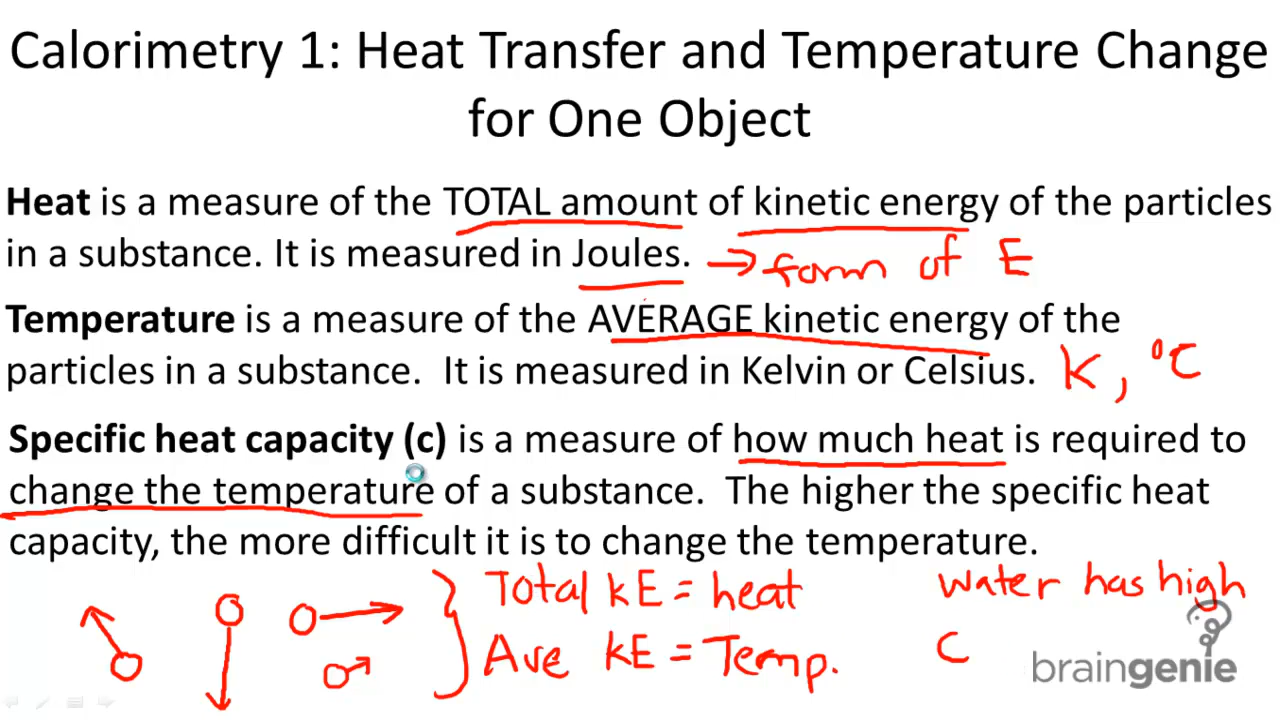 Calorimetry 1: Heat Transfer and Temperature Change
for One Object
Heat is a measure of the TOTAL amount of kinetic energy of the particles
in a substance. It is measured in Joules. → form of E
Temperature is a measure of the AVERAGE kinetic energy of the
particles in a substance. It is measured in Kelvin or Celsius. K, °C
Specific heat capacity (c) is a measure of how much heat is required to
change the temperature of a substance. The higher the specific heat
capacity, the more difficult it is to change the temperature.
Total kE = heat
Ave kE = Temp.
water has high
C
braingenie